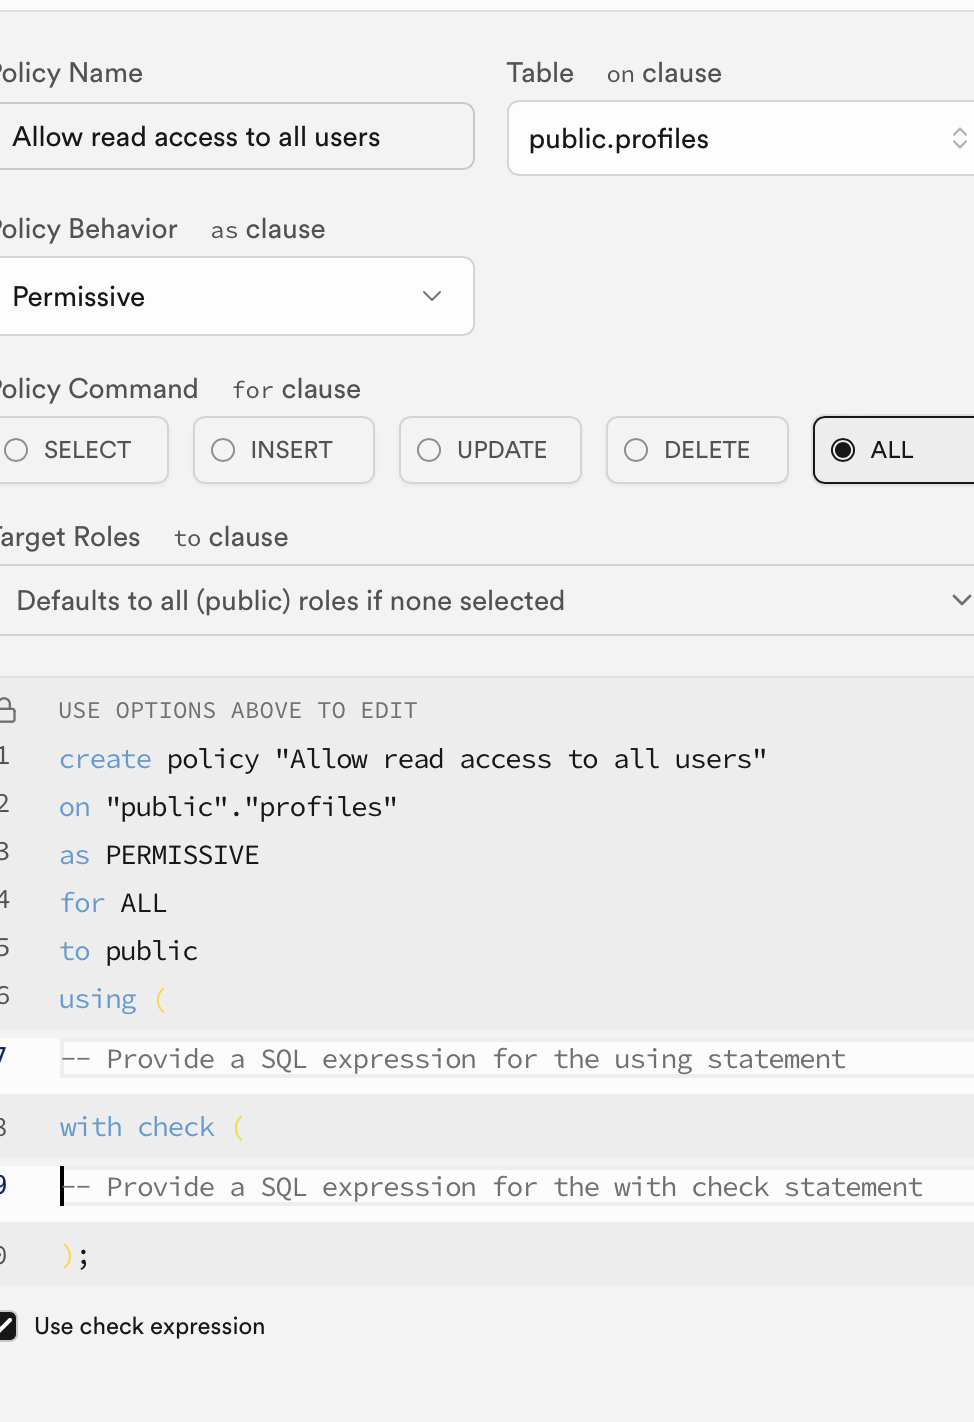 olicy Name
Table on clause
Allow read access to all users
public.profiles
olicy Behavior as clause
Permissive
olicy Command for clause
SELECT INSERT UPDATE DELETE ALL
arget Roles to clause
Defaults to all (public) roles if none selected
USE OPTIONS ABOVE TO EDIT
1 create policy "Allow read access to all users"
2 on "public"."profiles"
3 as PERMISSIVE
4 for ALL
5 to public
6 using (
7 -- Provide a SQL expression for the using statement
8 with check (
9 -- Provide a SQL expression for the with check statement
0 );
Use check expression